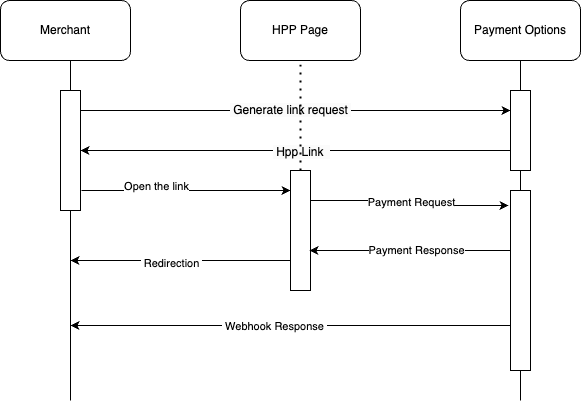 Merchant
HPP Page
Payment Options
Generate link request
Hpp Link
Open the link
Payment Request
Payment Response
Redirection
Webhook Response